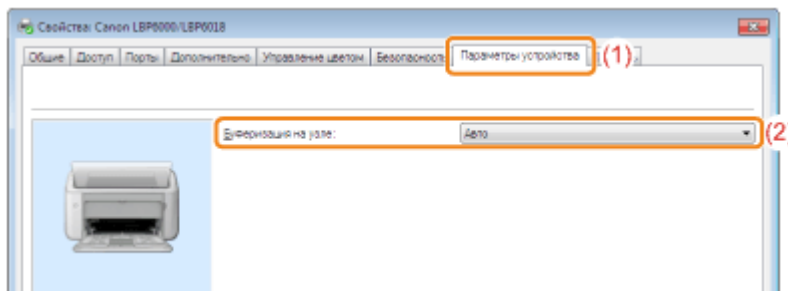 Свойства: Canon LBP6000/LBP6018
Общие Доступ Порты Дополнительно Управление цветом Безопасность Параметры устройства (1)
Буферизация на узле: Авто (2)